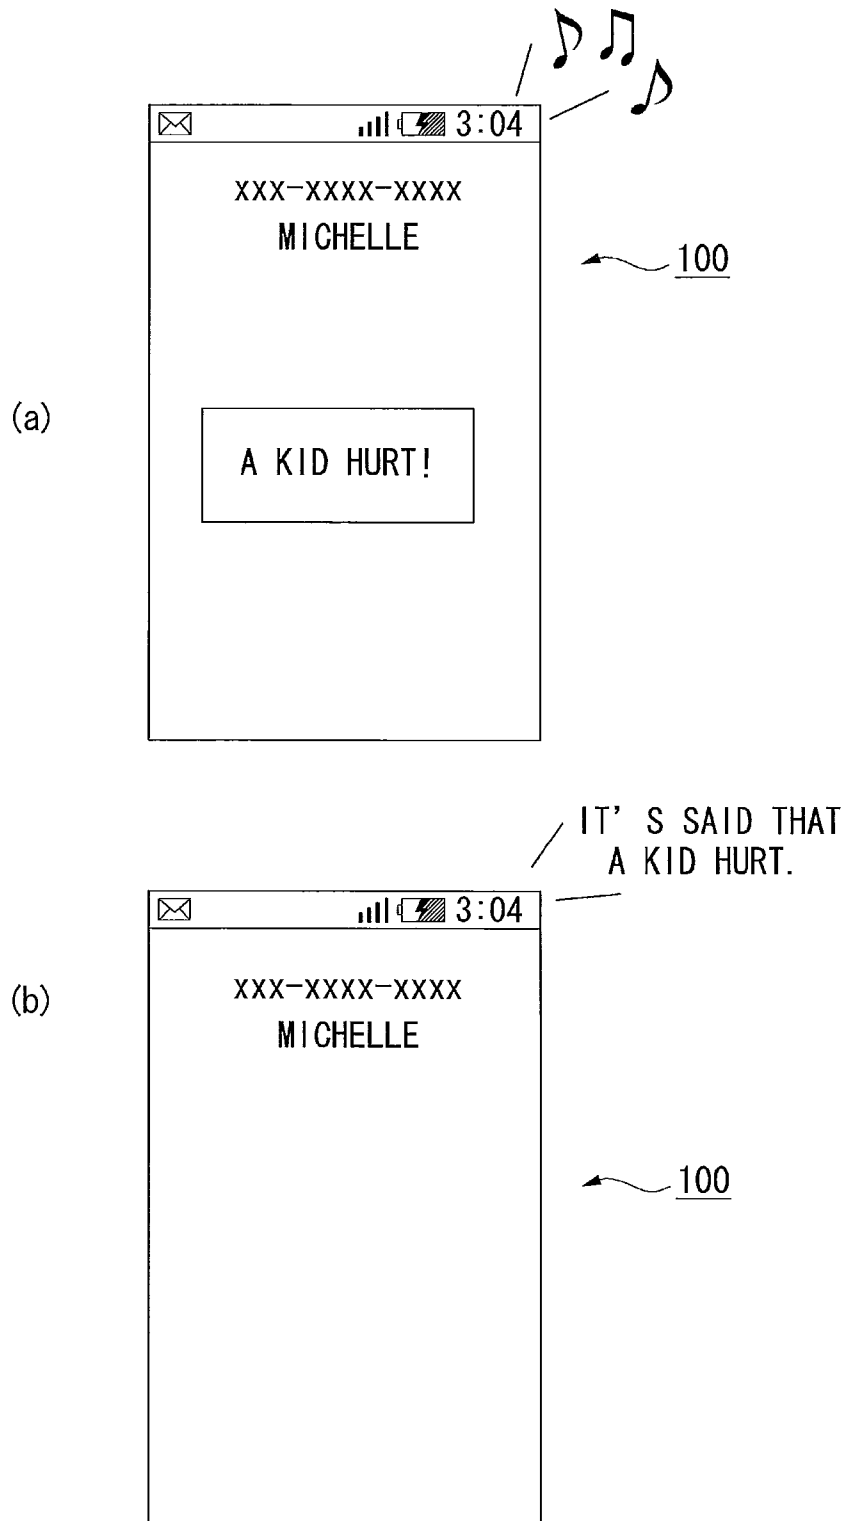 3:04
XXX-XXXX-XXXX
MICHELLE
100
(a)
A KID HURT!
IT'S SAID THAT
A KID HURT.
3:04
XXX-XXXX-XXXX
(b)
MICHELLE
100